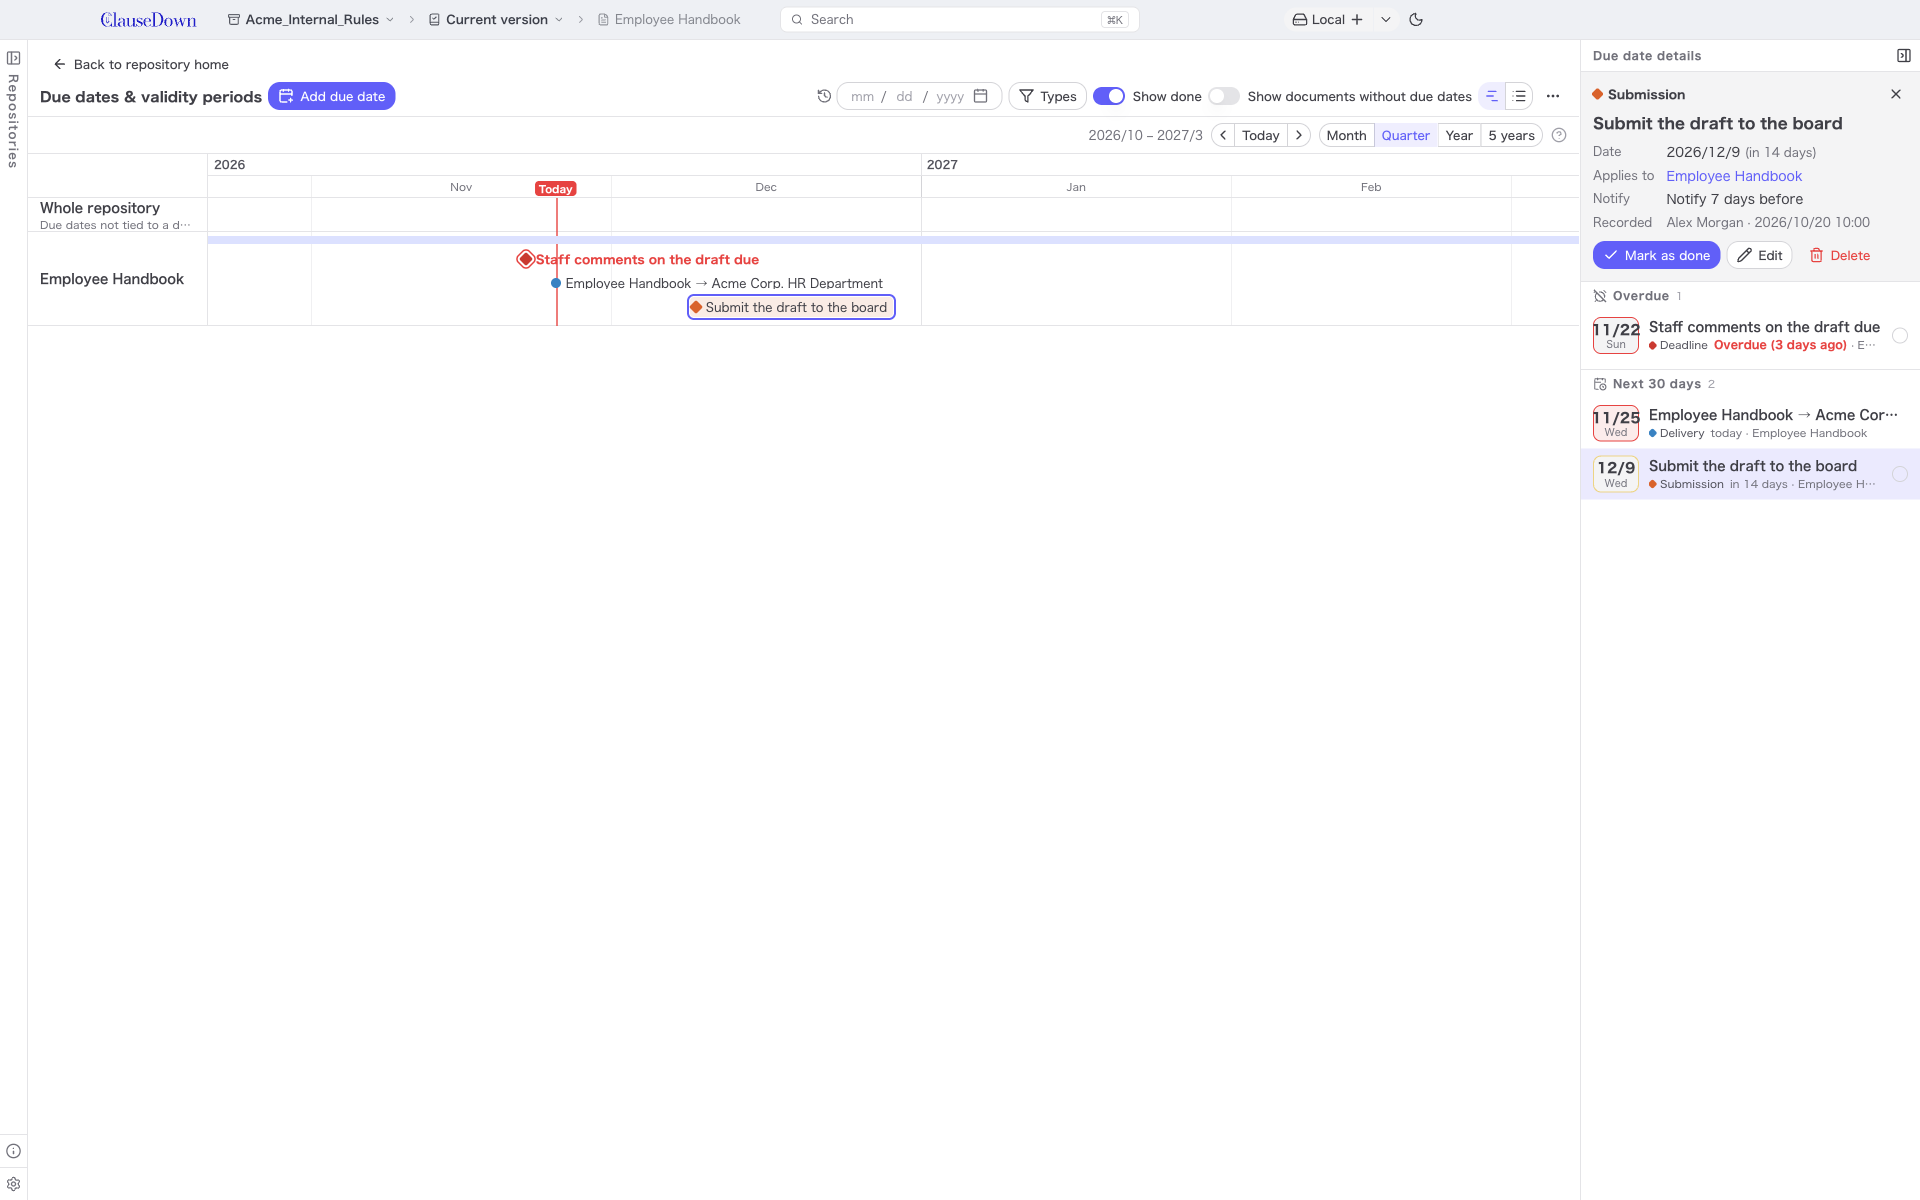 ClauseDown Acme_Internal_Rules Current version Employee Handbook Search ⌘K Local
Repositories
Back to repository home
Due dates & validity periods Add due date mm / dd / yyyy Types Show done Show documents without due dates
2026/10 – 2027/3 Today Month Quarter Year 5 years
2026 2027
Nov Today Dec Jan Feb
Whole repository
Due dates not tied to a d…
Employee Handbook
Staff comments on the draft due
Employee Handbook → Acme Corp. HR Department
Submit the draft to the board
Due date details
Submission
Submit the draft to the board
Date 2026/12/9 (in 14 days)
Applies to Employee Handbook
Notify Notify 7 days before
Recorded Alex Morgan · 2026/10/20 10:00
Mark as done Edit Delete
Overdue 1
11/22 Staff comments on the draft due
Sun Deadline Overdue (3 days ago) · E…
Next 30 days 2
11/25 Employee Handbook → Acme Cor…
Wed Delivery today · Employee Handbook
12/9 Submit the draft to the board
Wed Submission in 14 days · Employee H…